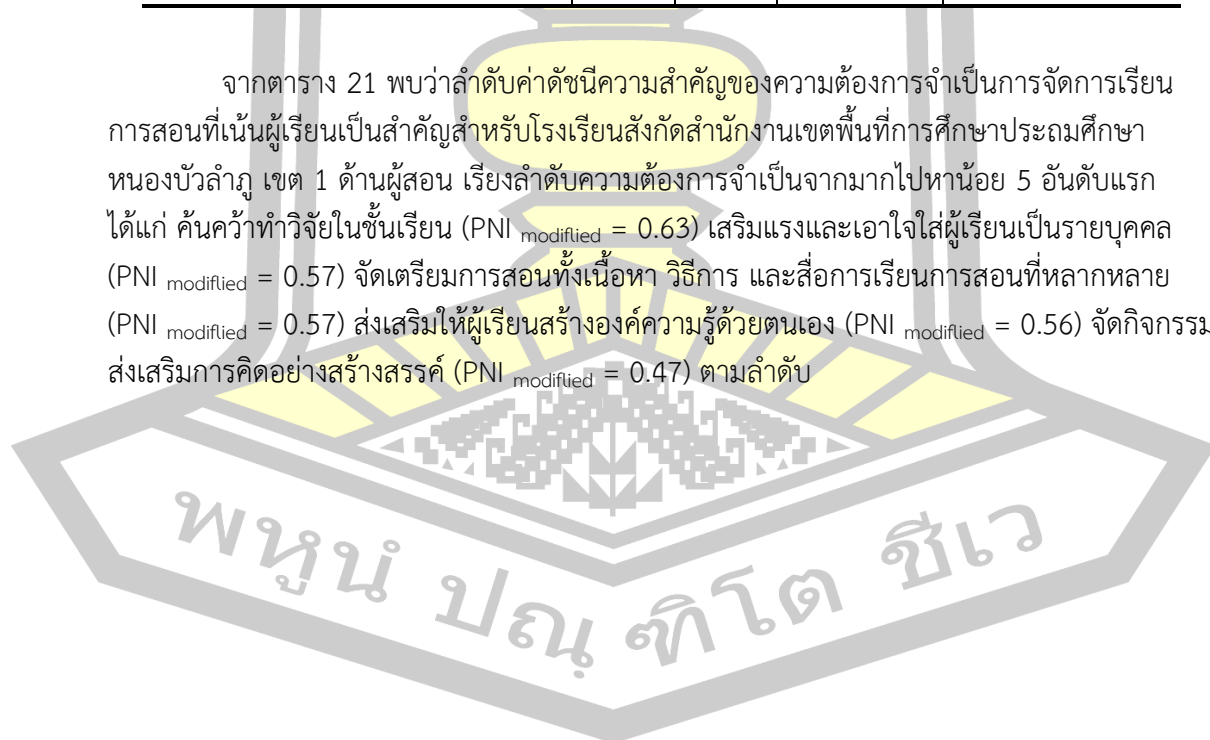 จากตาราง 21 พบว่าลำดับค่าดัชนีความสำคัญของความต้องการจำเป็นการจัดการเรียน
การสอนที่เน้นผู้เรียนเป็นสำคัญสำหรับโรงเรียนสังกัดสำนักงานเขตพื้นที่การศึกษาประถมศึกษา
หนองบัวลำภู เขต 1 ด้านผู้สอน เรียงลำดับความต้องการจำเป็นจากมากไปหาน้อย 5 อันดับแรก
ได้แก่ ค้นคว้าทำวิจัยในชั้นเรียน (PNI modiflied = 0.63) เสริมแรงและเอาใจใส่ผู้เรียนเป็นรายบุคคล
(PNI modiflied = 0.57) จัดเตรียมการสอนทั้งเนื้อหา วิธีการ และสื่อการเรียนการสอนที่หลากหลาย
(PNI modiflied = 0.57) ส่งเสริมให้ผู้เรียนสร้างองค์ความรู้ด้วยตนเอง (PNI modiflied = 0.56) จัดกิจกรรม
ส่งเสริมการคิดอย่างสร้างสรรค์ (PNI modiflied = 0.47) ตามลำดับ
พหูนํ ปณฺฑิโต ชีเว